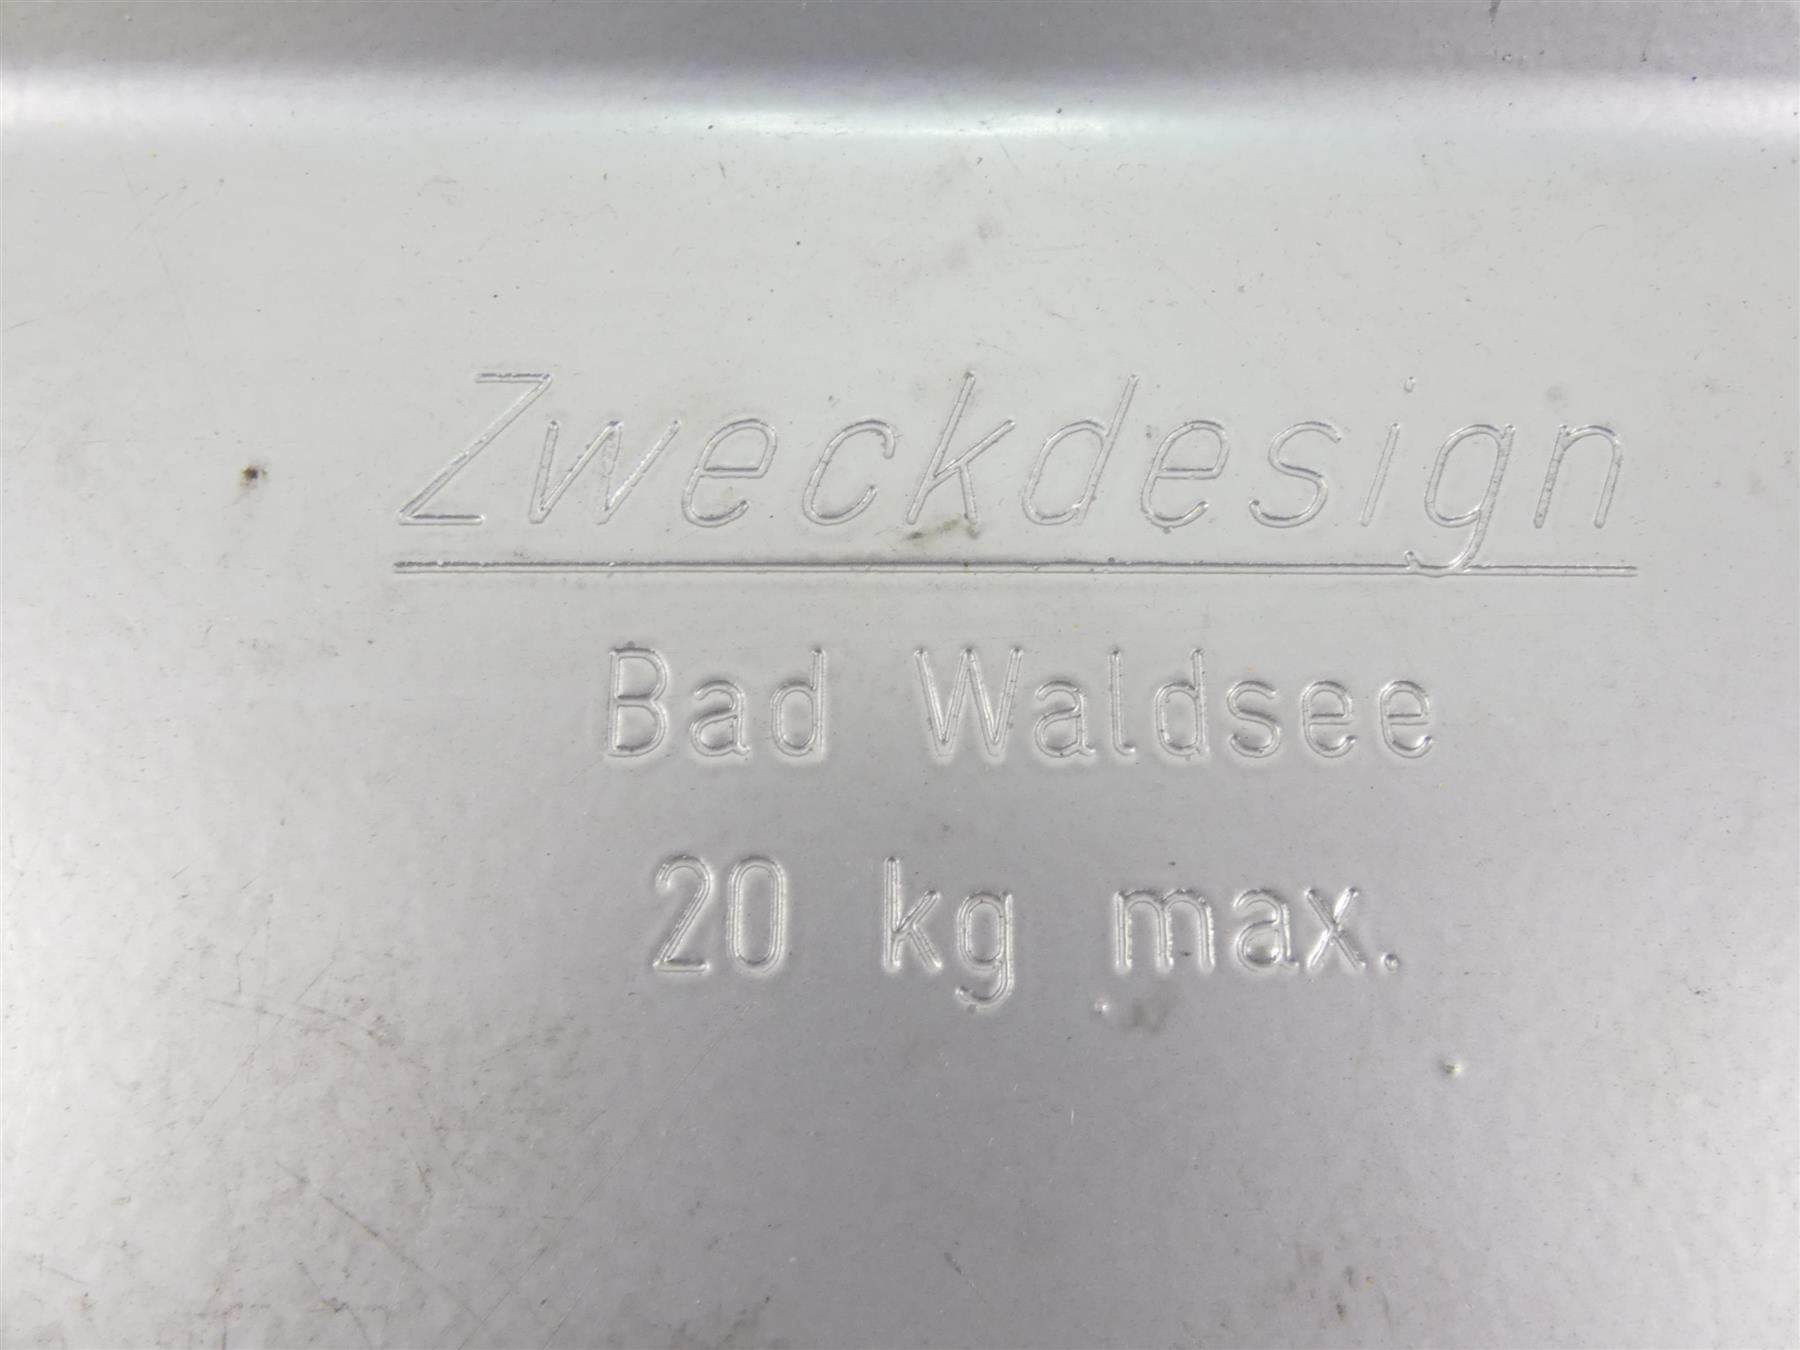 Zweckdesign
Bad Waldsee
20 kg max.